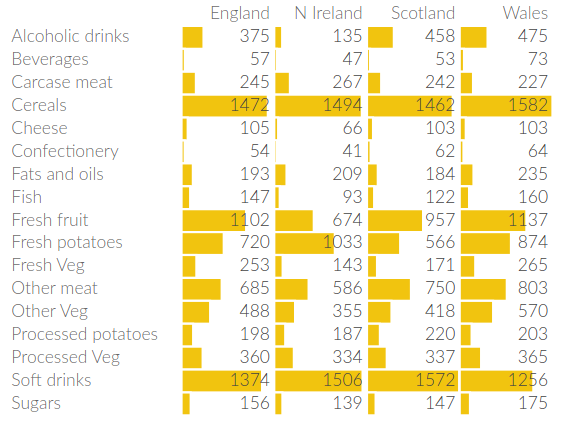 England N Ireland Scotland Wales
Alcoholic drinks 375 135 458 475
Beverages 57 47 53 73
Carcase meat 245 267 242 227
Cereals 1472 1494 1462 1582
Cheese 105 66 103 103
Confectionery 54 41 62 64
Fats and oils 193 209 184 235
Fish 147 93 122 160
Fresh fruit 1102 674 957 1137
Fresh potatoes 720 1033 566 874
Fresh Veg 253 143 171 265
Other meat 685 586 750 803
Other Veg 488 355 418 570
Processed potatoes 198 187 220 203
Processed Veg 360 334 337 365
Soft drinks 1374 1506 1572 1256
Sugars 156 139 147 175